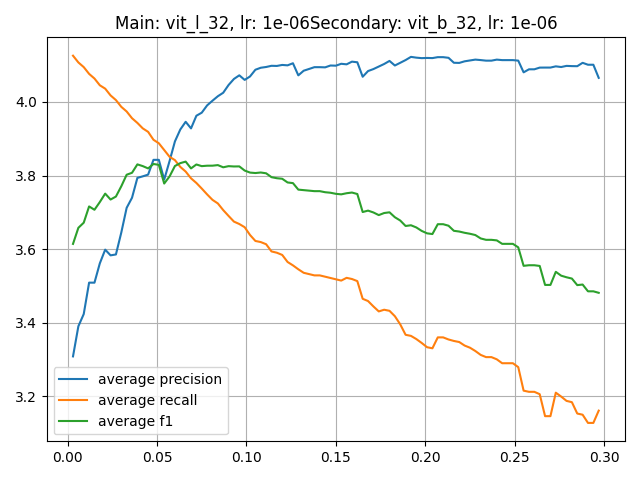 Main: vit_l_32, lr: 1e-06Secondary: vit_b_32, lr: 1e-06
4.0
3.8
3.6
3.4
3.2
average precision
average recall
average f1
0.00 0.05 0.10 0.15 0.20 0.25 0.30